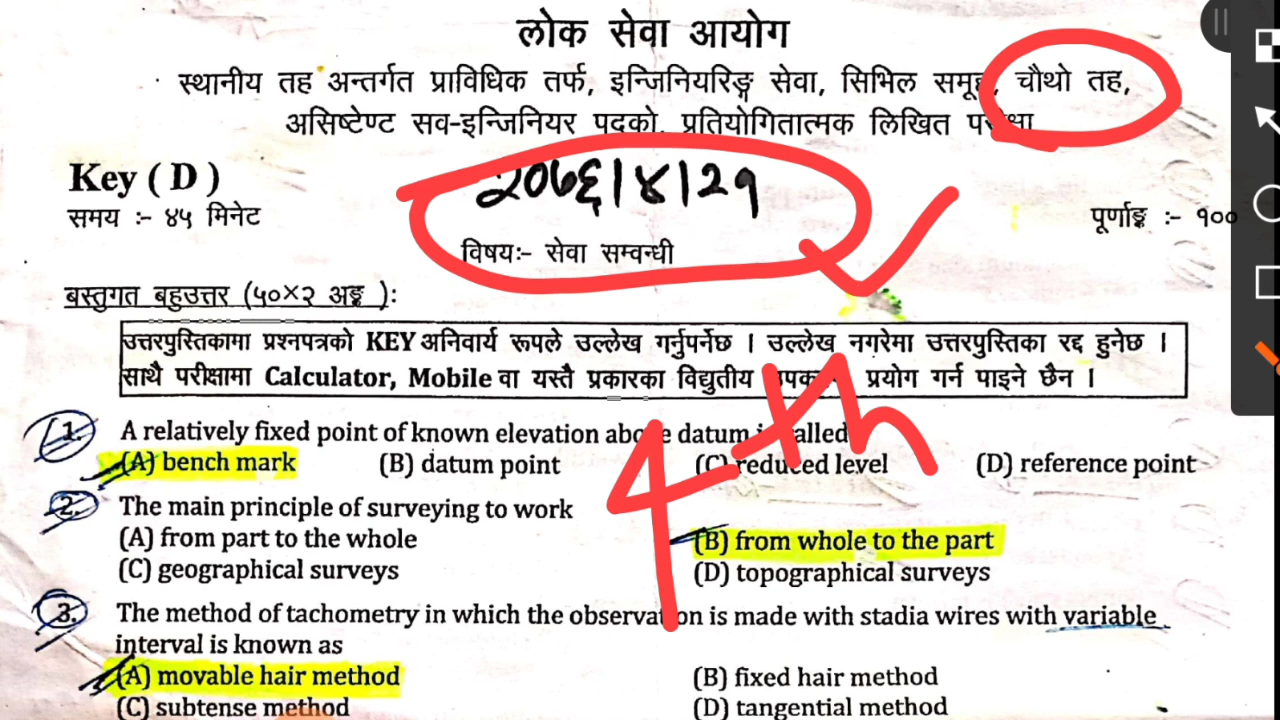 लोक सेवा आयोग
स्थानीय तह अन्तर्गत प्राविधिक तर्फ, इन्जिनियरिङ्ग सेवा, सिभिल समूह, चौथो तह,
असिष्टेण्ट सव-इन्जिनियर पदको, प्रतियोगितात्मक लिखित परीक्षा
Key ( D )
२०७६।४।२१
समय :- ४५ मिनेट
पूर्णाङ्क :- १००
विषयः- सेवा सम्वन्धी
बस्तुगत बहुउत्तर (५०×२ अङ्क ):
उत्तरपुस्तिकामा प्रश्नपत्रको KEY अनिवार्य रूपले उल्लेख गर्नुपर्नेछ । उल्लेख नगरेमा उत्तरपुस्तिका रद्द हुनेछ ।
साथै परीक्षामा Calculator, Mobile वा यस्तै प्रकारका विद्युतीय उपकरण प्रयोग गर्न पाइने छैन ।
4th
1. A relatively fixed point of known elevation above datum is called
(A) bench mark (B) datum point (C) reduced level (D) reference point
2. The main principle of surveying to work
(A) from part to the whole (B) from whole to the part
(C) geographical surveys (D) topographical surveys
3. The method of tachometry in which the observation is made with stadia wires with variable
interval is known as
(A) movable hair method (B) fixed hair method
(C) subtense method (D) tangential method